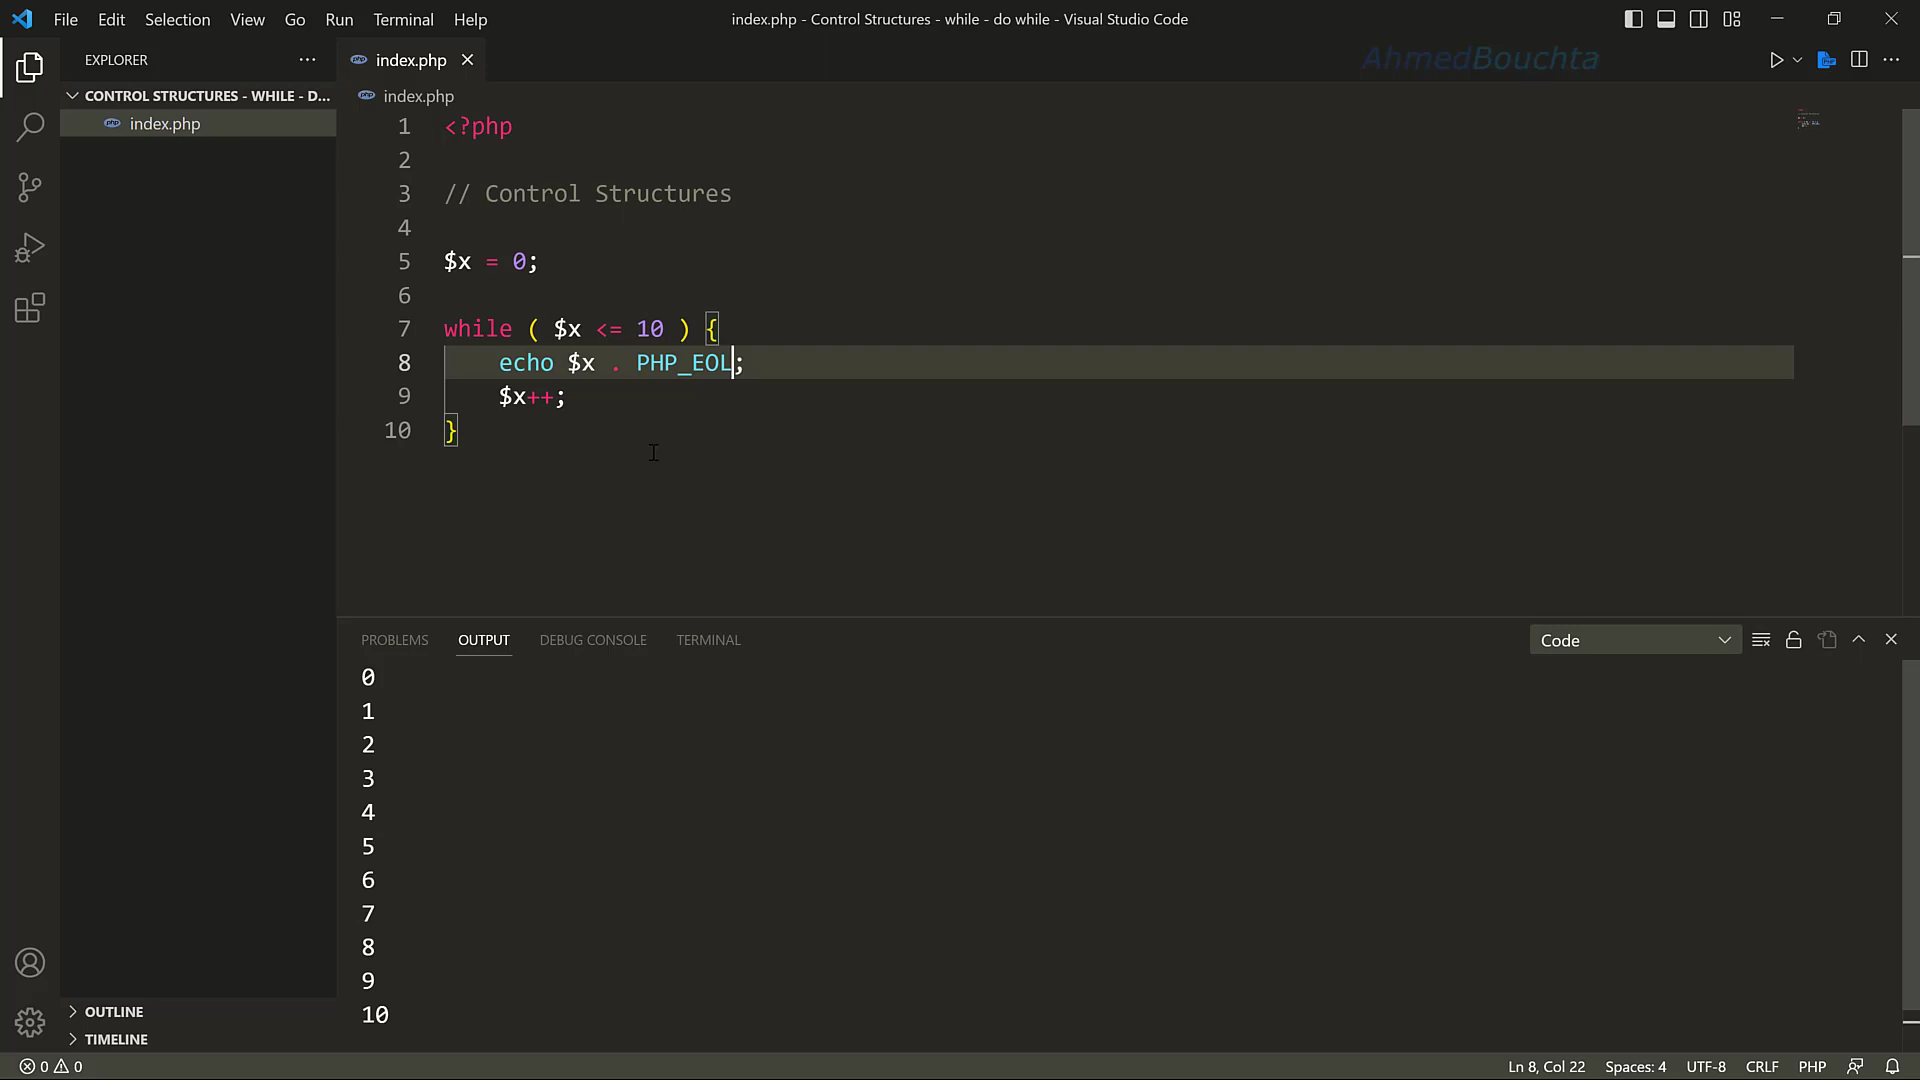 File Edit Selection View Go Run Terminal Help
index.php - Control Structures - while - do while - Visual Studio Code
EXPLORER
index.php
AhmedBouchta
CONTROL STRUCTURES - WHILE - D...
index.php
index.php
1 <?php
2
3 // Control Structures
4
5 $x = 0;
6
7 while ( $x <= 10 ) {
8 echo $x . PHP_EOL;
9 $x++;
10 }
PROBLEMS OUTPUT DEBUG CONSOLE TERMINAL
Code
0
1
2
3
4
5
6
7
8
9
10
OUTLINE
TIMELINE
0 0
Ln 8, Col 22 Spaces: 4 UTF-8 CRLF PHP